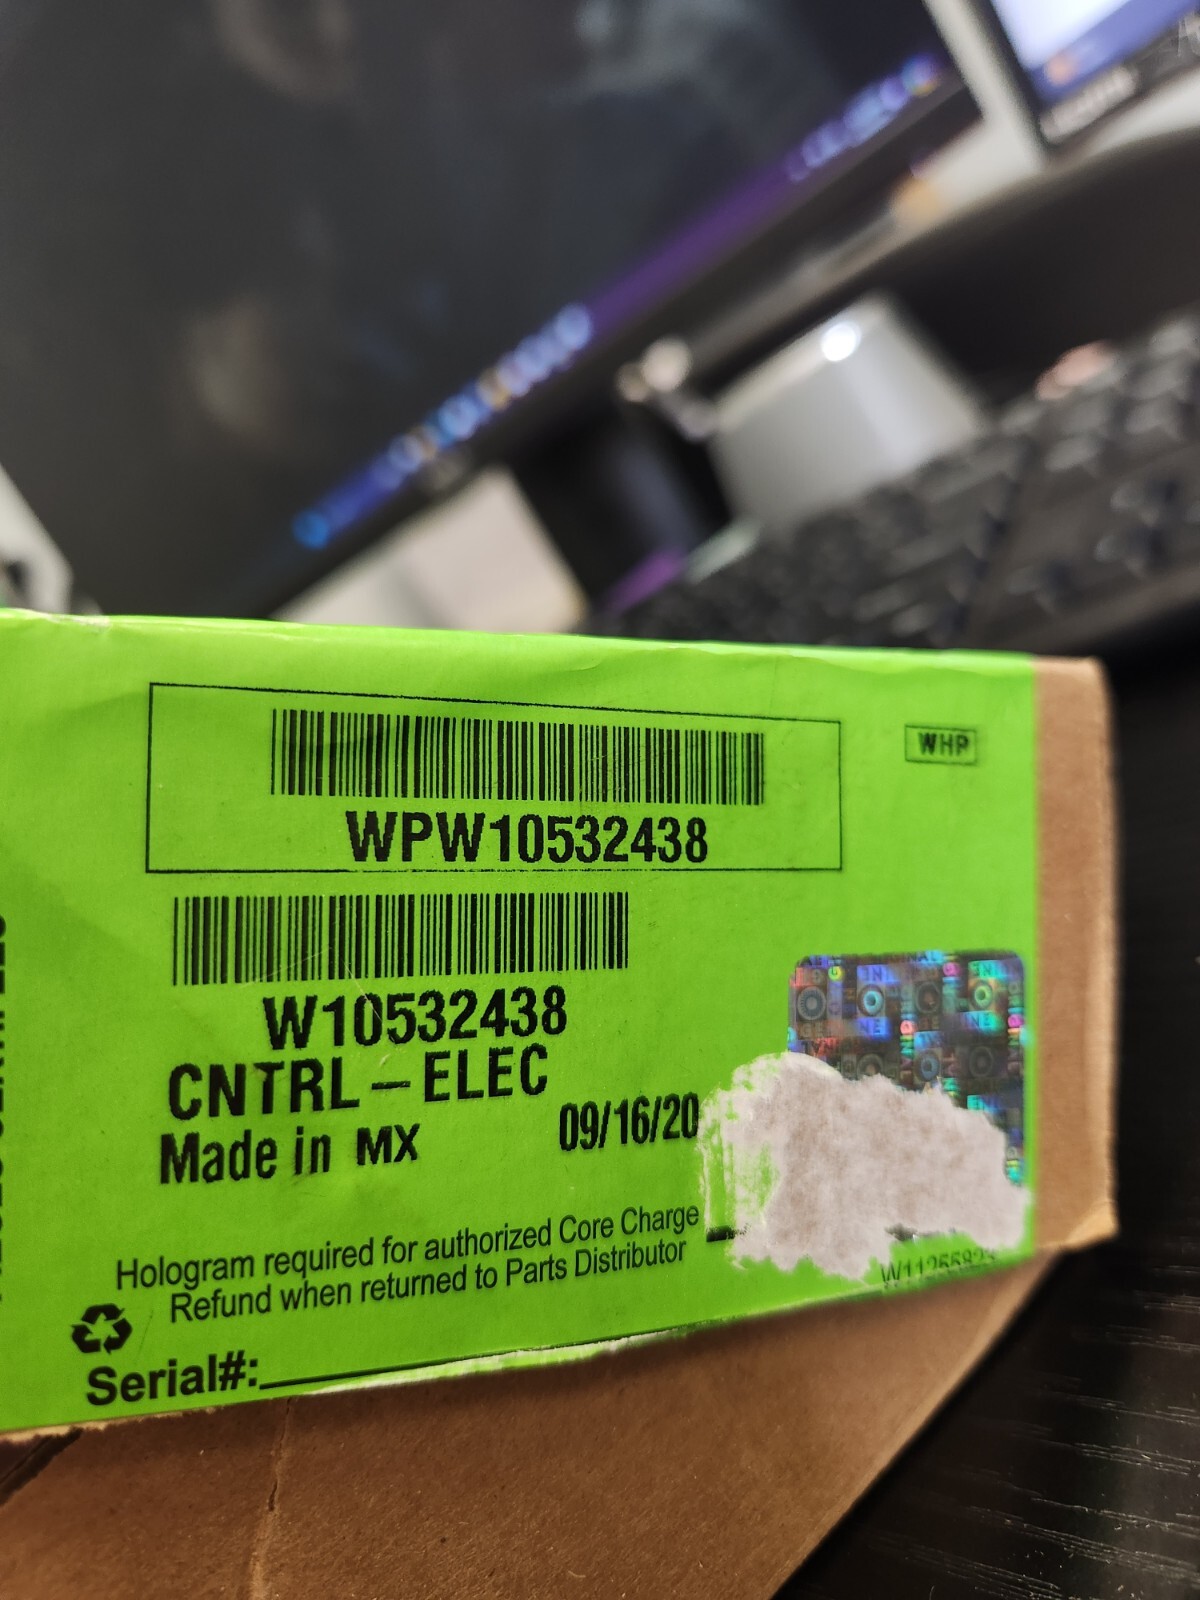 WHP
WPW10532438
W10532438
CNTRL-ELEC
Made in MX 09/16/20
Hologram required for authorized Core Charge
Refund when returned to Parts Distributor
Serial#: